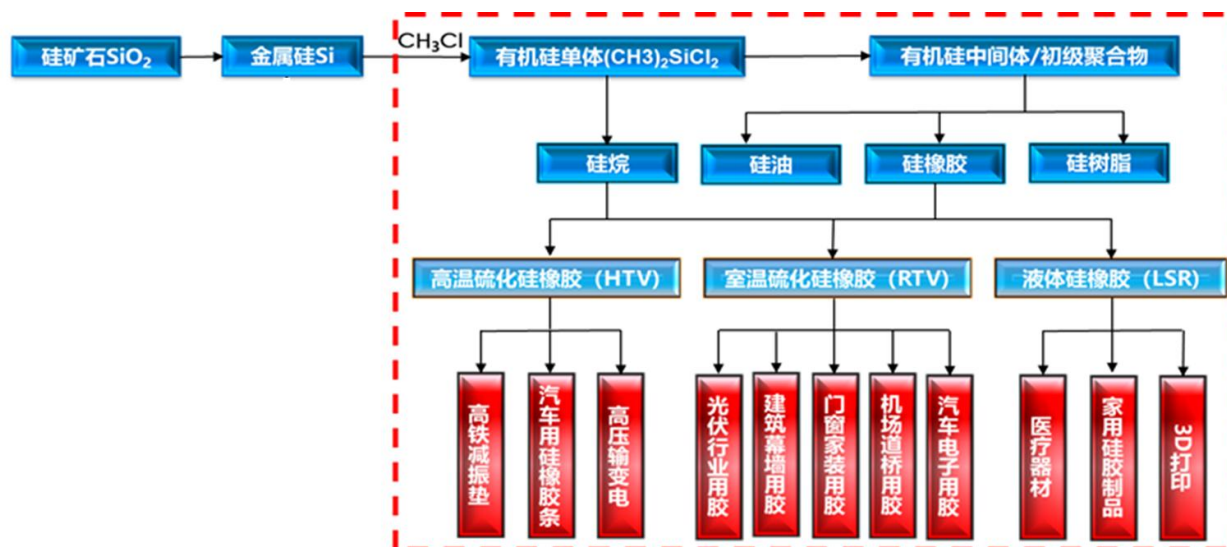 硅矿石SiO₂
金属硅Si
CH₃Cl
有机硅单体(CH3)₂SiCl₂
有机硅中间体/初级聚合物
硅烷
硅油
硅橡胶
硅树脂
高温硫化硅橡胶（HTV）
室温硫化硅橡胶（RTV）
液体硅橡胶（LSR）
高铁减振垫
汽车用硅橡胶条
高压输变电
光伏行业用胶
建筑幕墙用胶
门窗家装用胶
机场道桥用胶
汽车电子用胶
医疗器材
家用硅胶制品
3D打印